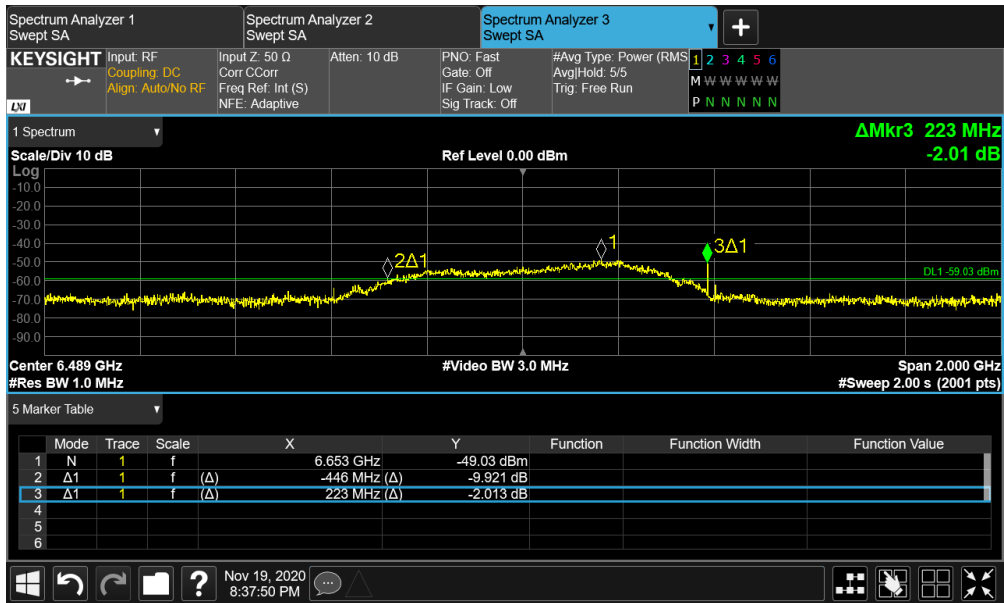 Spectrum Analyzer 1 Spectrum Analyzer 2 Spectrum Analyzer 3
Swept SA Swept SA Swept SA +
KEYSIGHT Input: RF Input Z: 50 Ω Atten: 10 dB PNO: Fast #Avg Type: Power (RMS 1 2 3 4 5 6
Coupling: DC Corr CCorr Gate: Off Avg|Hold: 5/5 M W W W W W
Align: Auto/No RF Freq Ref: Int (S) IF Gain: Low Trig: Free Run P N N N N N
LXI NFE: Adaptive Sig Track: Off
1 Spectrum ΔMkr3 223 MHz
Scale/Div 10 dB Ref Level 0.00 dBm -2.01 dB
Log
-10.0
-20.0
-30.0
-40.0 1 3Δ1
-50.0 2Δ1
DL1 -59.03 dBm
-60.0
-70.0
-80.0
-90.0
Center 6.489 GHz #Video BW 3.0 MHz Span 2.000 GHz
#Res BW 1.0 MHz #Sweep 2.00 s (2001 pts)
5 Marker Table
Mode Trace Scale X Y Function Function Width Function Value
1 N 1 f 6.653 GHz -49.03 dBm
2 Δ1 1 f (Δ) -446 MHz (Δ) -9.921 dB
3 Δ1 1 f (Δ) 223 MHz (Δ) -2.013 dB
4
5
6
? Nov 19, 2020
8:37:50 PM